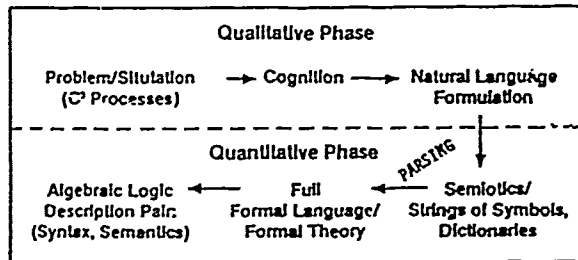 Qualitative Phase
Problem/Situtation
(C³ Processes)
Cognition
Natural Language
Formulation
Quantitative Phase
PARSING
Algebraic Logic
Description Pair:
(Syntax, Semantics)
Full
Formal Language/
Formal Theory
Semiotics/
Strings of Symbols,
Dictionaries